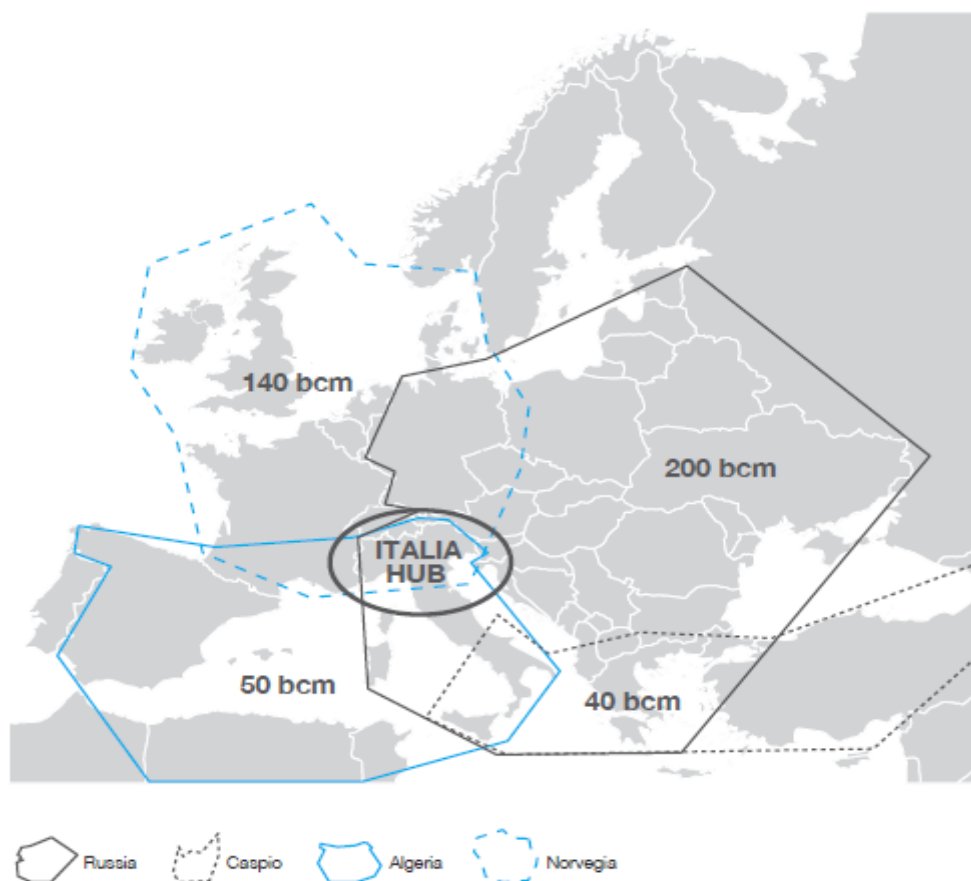 140 bcm
200 bcm
ITALIA
HUB
50 bcm
40 bcm
Russia
Caspio
Algeria
Norvegia